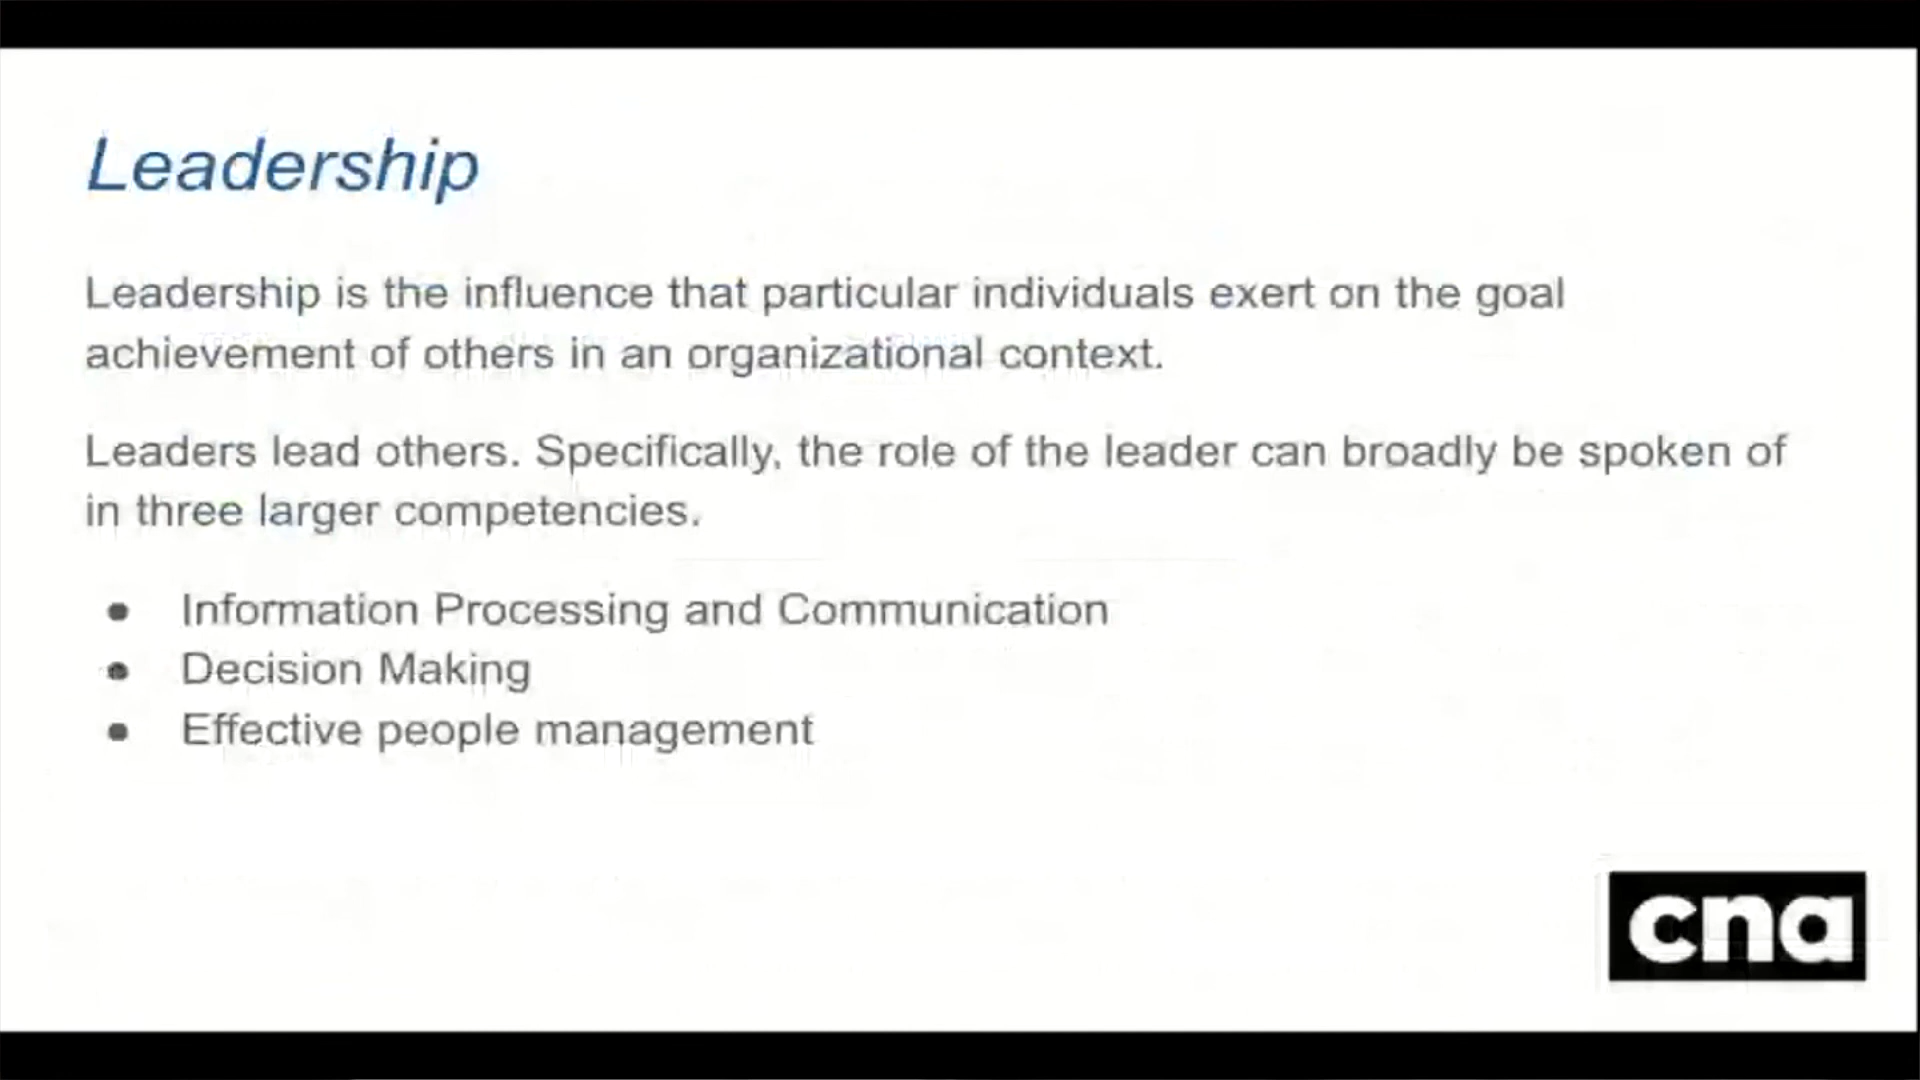 Leadership
Leadership is the influence that particular individuals exert on the goal
achievement of others in an organizational context.
Leaders lead others. Specifically, the role of the leader can broadly be spoken of
in three larger competencies.
● Information Processing and Communication
● Decision Making
● Effective people management
cna